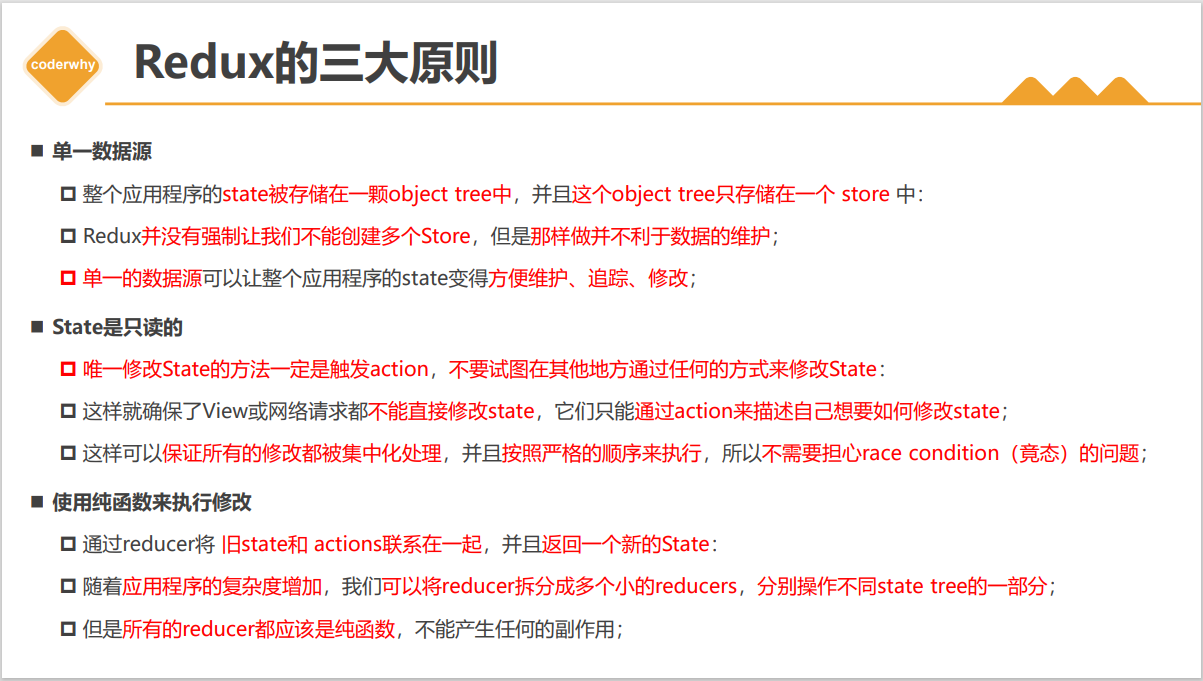 coderwhy
Redux的三大原则
单一数据源
整个应用程序的state被存储在一颗object tree中，并且这个object tree只存储在一个 store 中：
Redux并没有强制让我们不能创建多个Store，但是那样做并不利于数据的维护；
单一的数据源可以让整个应用程序的state变得方便维护、追踪、修改；
State是只读的
唯一修改State的方法一定是触发action，不要试图在其他地方通过任何的方式来修改State：
这样就确保了View或网络请求都不能直接修改state，它们只能通过action来描述自己想要如何修改state；
这样可以保证所有的修改都被集中化处理，并且按照严格的顺序来执行，所以不需要担心race condition（竟态）的问题；
使用纯函数来执行修改
通过reducer将 旧state和 actions联系在一起，并且返回一个新的State：
随着应用程序的复杂度增加，我们可以将reducer拆分成多个小的reducers，分别操作不同state tree的一部分；
但是所有的reducer都应该是纯函数，不能产生任何的副作用；